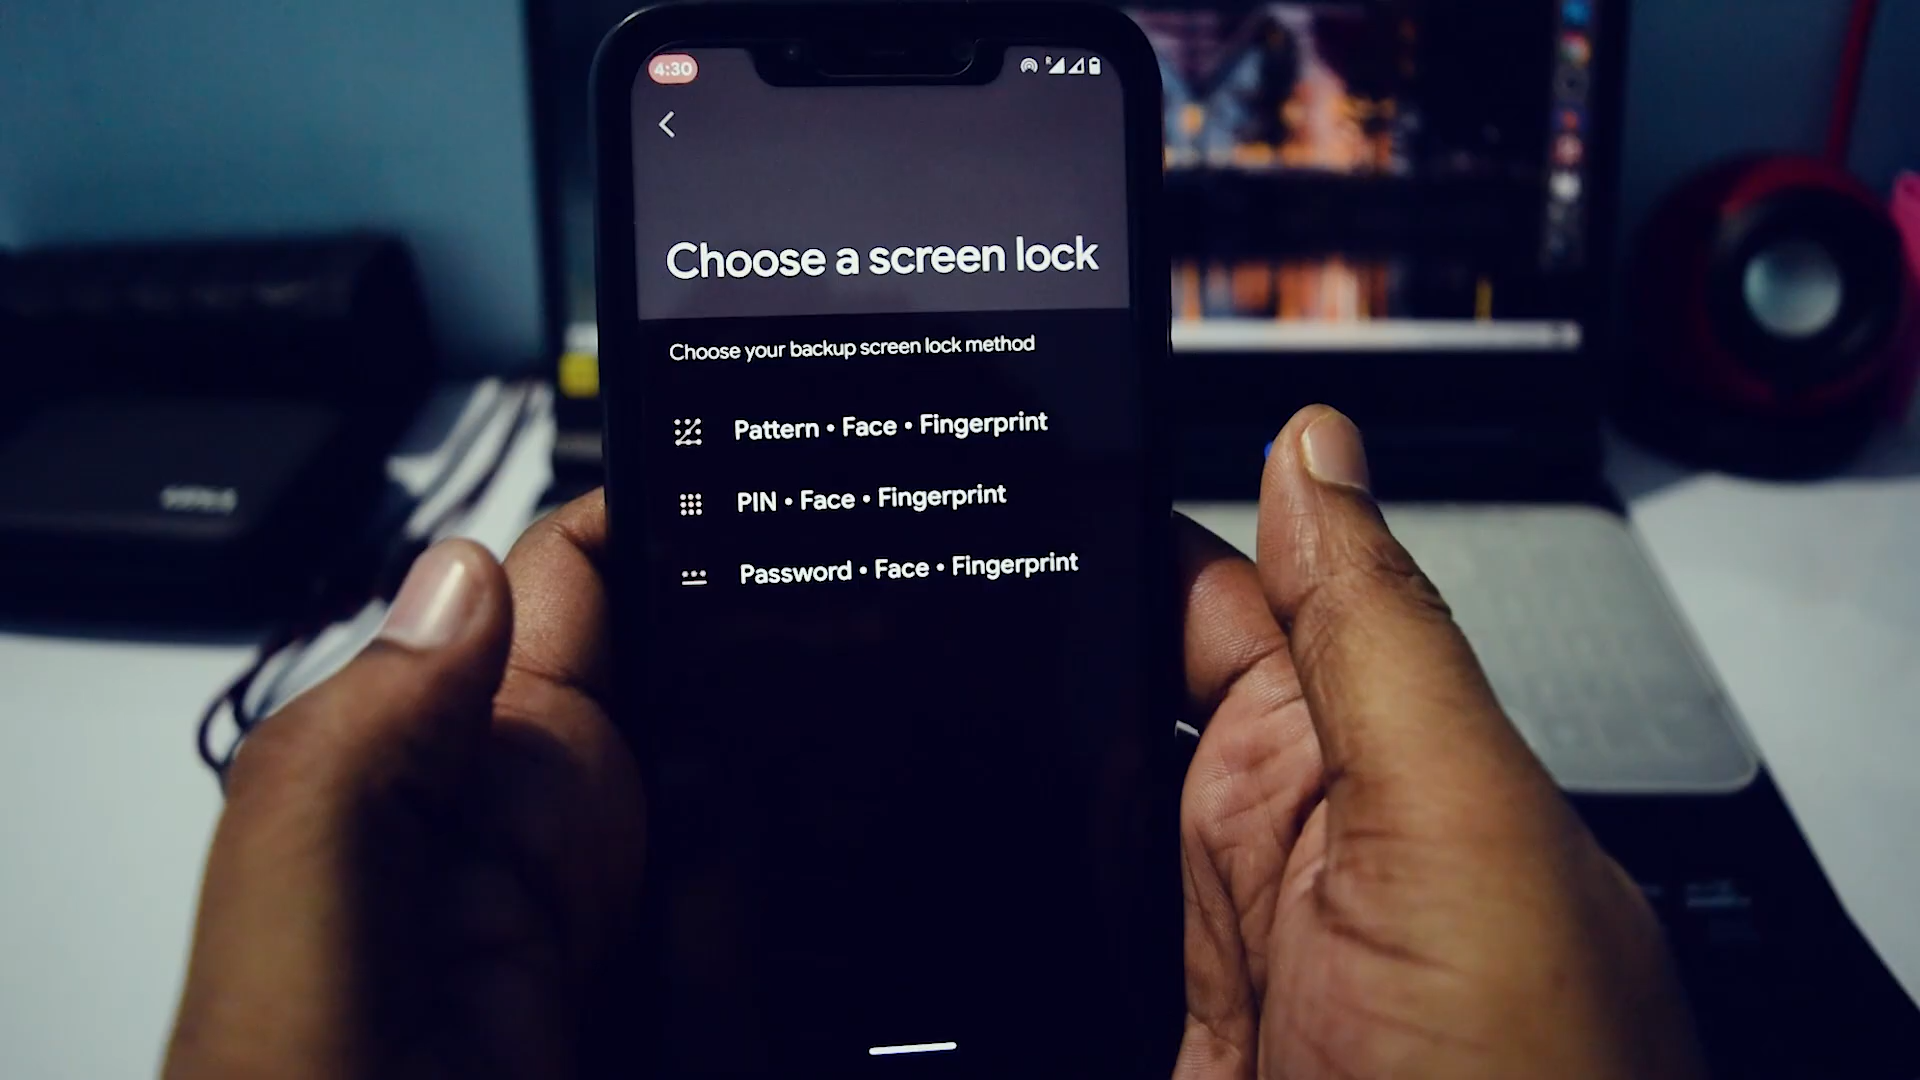 4:30
R
Choose a screen lock
Choose your backup screen lock method
Pattern • Face • Fingerprint
PIN • Face • Fingerprint
Password • Face • Fingerprint